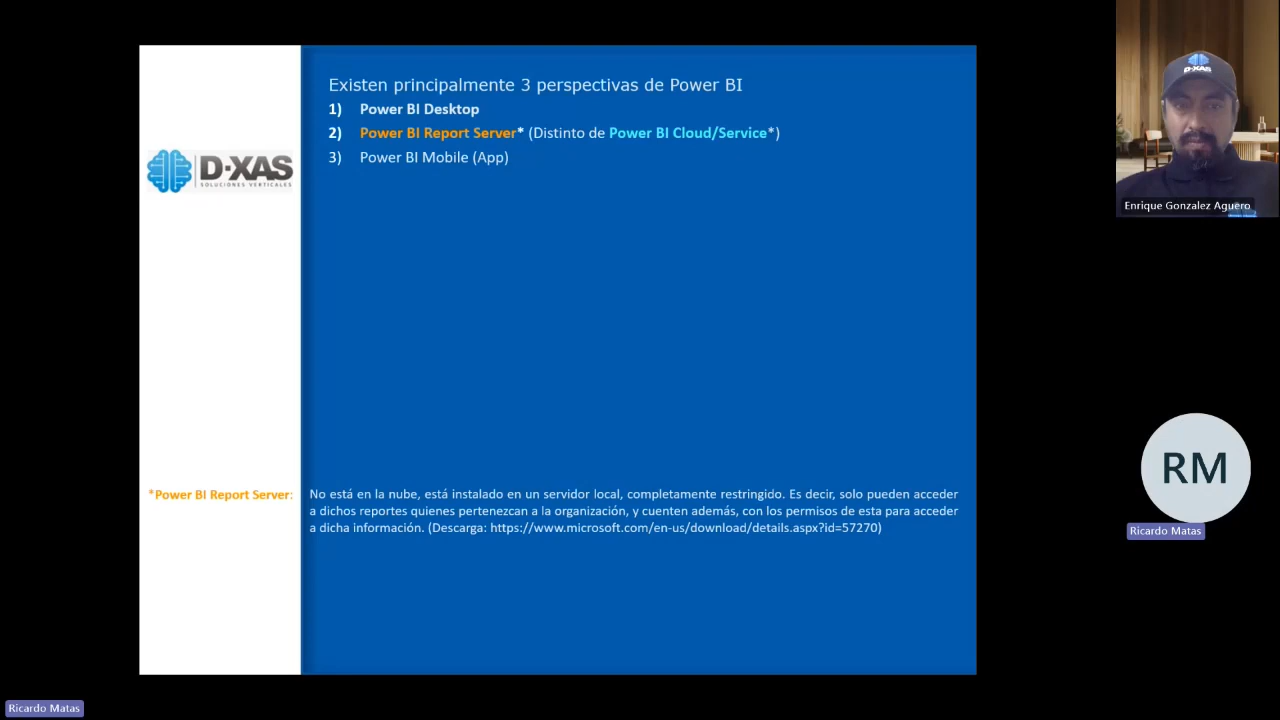 Existen principalmente 3 perspectivas de Power BI
1) Power BI Desktop
2) Power BI Report Server* (Distinto de Power BI Cloud/Service*)
3) Power BI Mobile (App)
D-XAS
SOLUCIONES VERTICALES
*Power BI Report Server:
No está en la nube, está instalado en un servidor local, completamente restringido. Es decir, solo pueden acceder
a dichos reportes quienes pertenezcan a la organización, y cuenten además, con los permisos de esta para acceder
a dicha información. (Descarga: https://www.microsoft.com/en-us/download/details.aspx?id=57270)
D-XAS
Enrique Gonzalez Aguero
RM
Ricardo Matas
Ricardo Matas